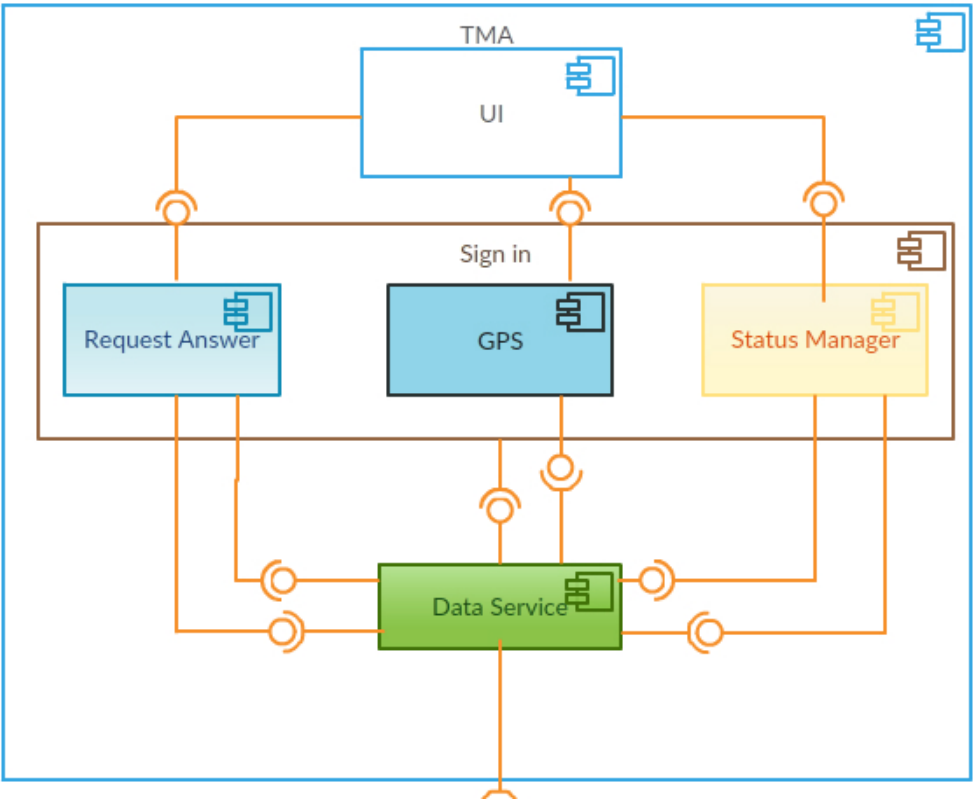 TMA
UI
Sign in
Request Answer
GPS
Status Manager
Data Service